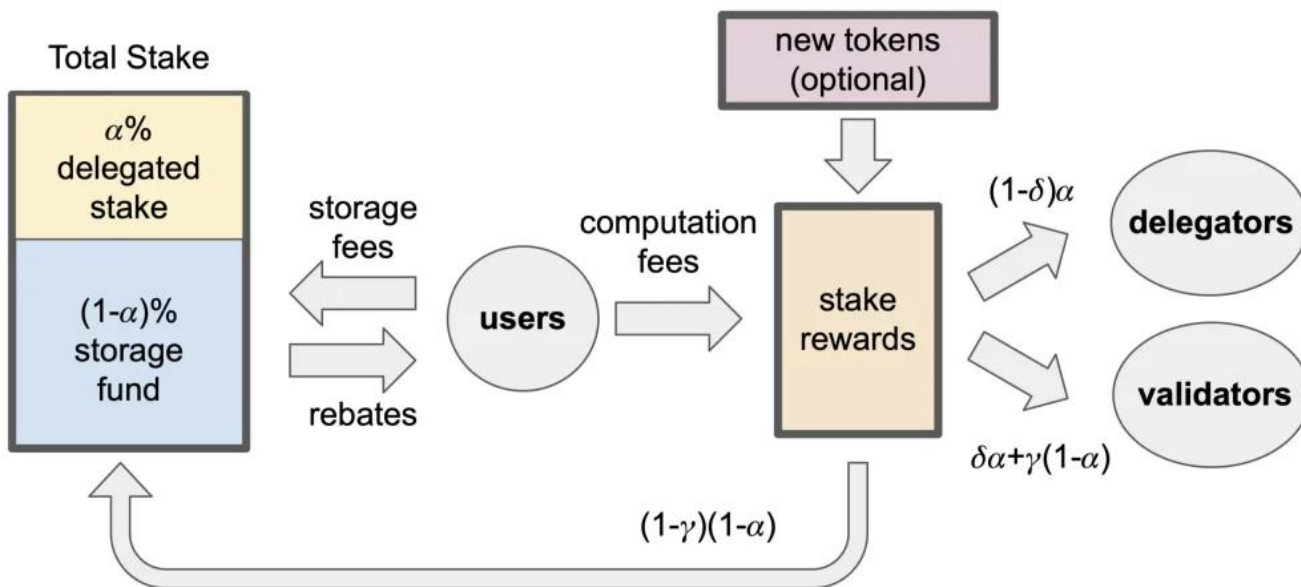 Total Stake
α%
delegated
stake
(1-α)%
storage
fund
storage
fees
rebates
users
computation
fees
new tokens
(optional)
stake
rewards
(1-δ)α
delegators
validators
δα+γ(1-α)
(1-γ)(1-α)